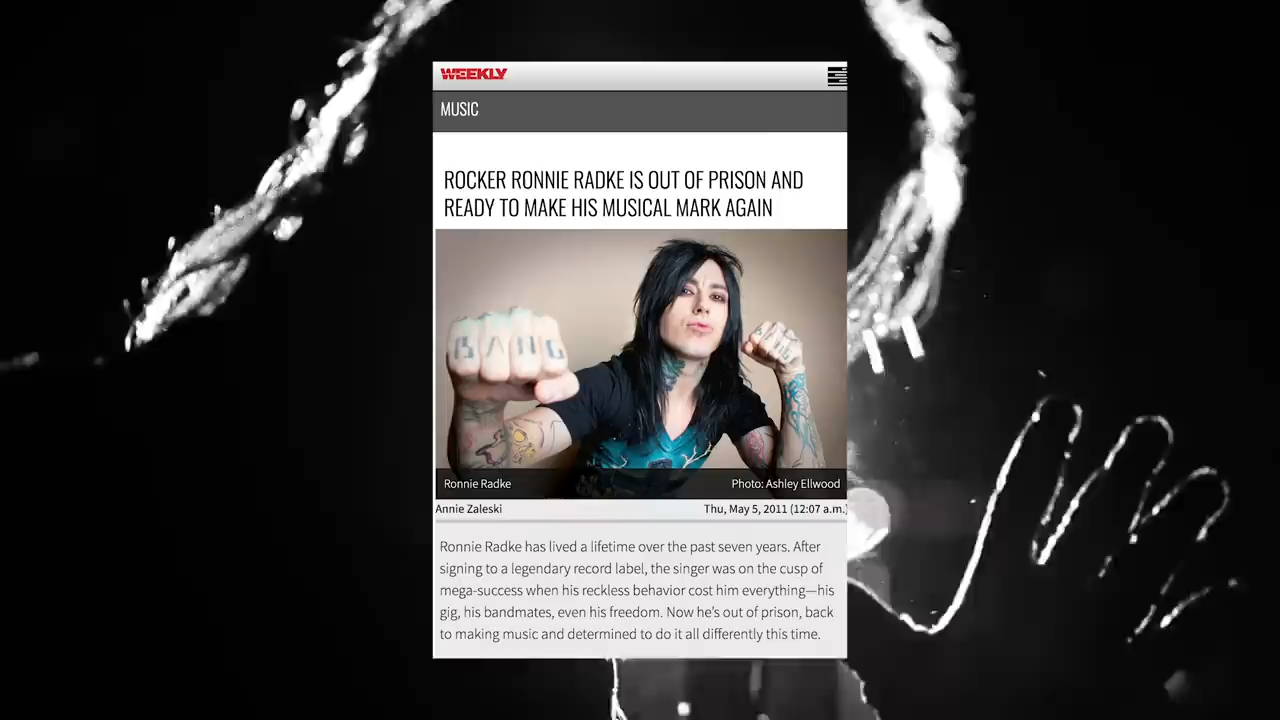 WEEKLY
MUSIC
ROCKER RONNIE RADKE IS OUT OF PRISON AND
READY TO MAKE HIS MUSICAL MARK AGAIN
BANG
Ronnie Radke Photo: Ashley Ellwood
Annie Zaleski Thu, May 5, 2011 (12:07 a.m.)
Ronnie Radke has lived a lifetime over the past seven years. After
signing to a legendary record label, the singer was on the cusp of
mega-success when his reckless behavior cost him everything—his
gig, his bandmates, even his freedom. Now he's out of prison, back
to making music and determined to do it all differently this time.